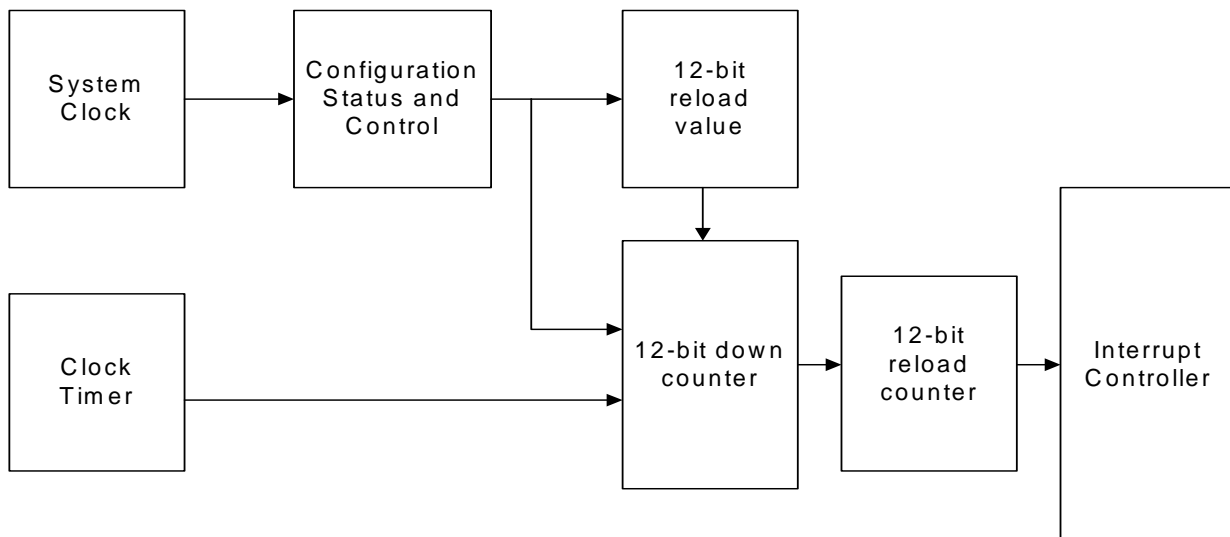 System
Clock
Configuration
Status and
Control
12-bit
reload
value
Clock
Timer
12-bit down
counter
12-bit
reload
counter
Interrupt
Controller